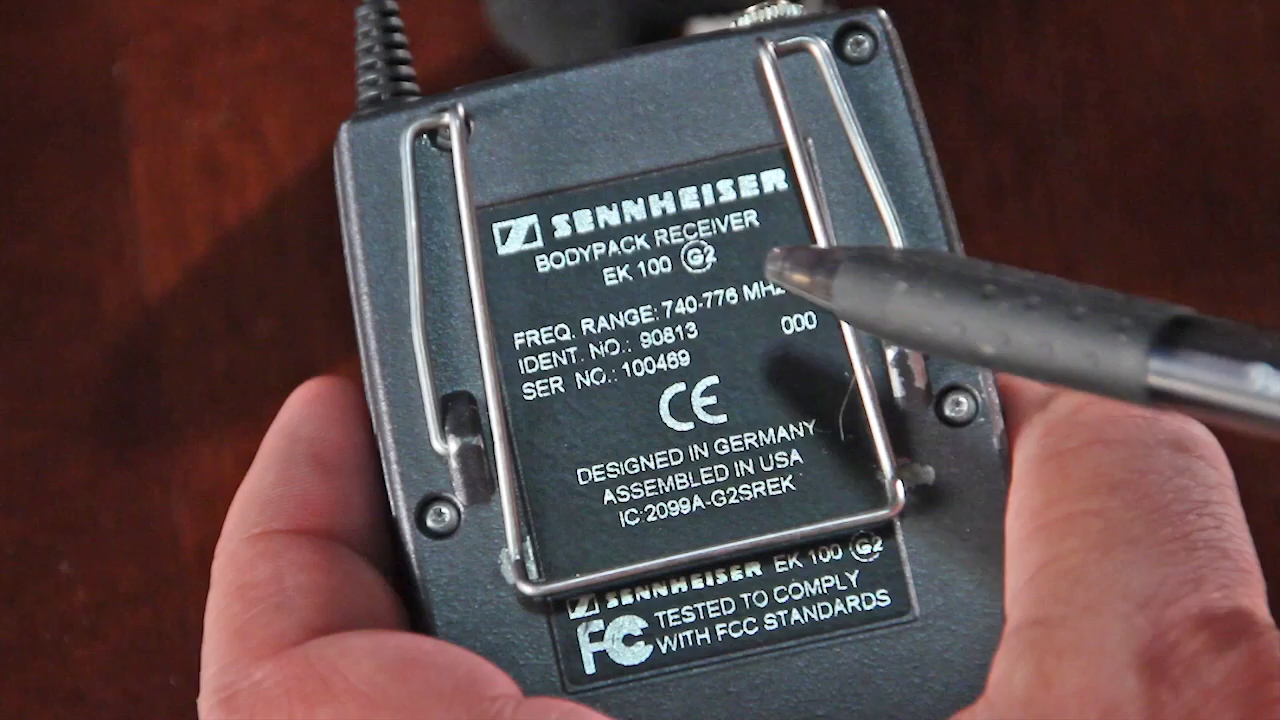 SENNHEISER
BODYPACK RECEIVER
EK 100 G2
FREQ. RANGE: 740-776 MHz
IDENT. NO.: 90813 000
SER NO.: 100469
CE
DESIGNED IN GERMANY
ASSEMBLED IN USA
IC:2099A-G2SREK
SENNHEISER EK 100 G2
FC TESTED TO COMPLY
WITH FCC STANDARDS